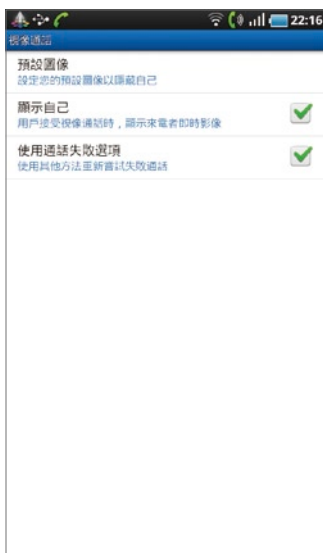 22:16
視像通話
預設圖像
設定您的預設圖像以隱藏自己
顯示自己
用戶接受視像通話時，顯示來電者即時影像
使用通話失敗選項
使用其他方法重新嘗試失敗通話